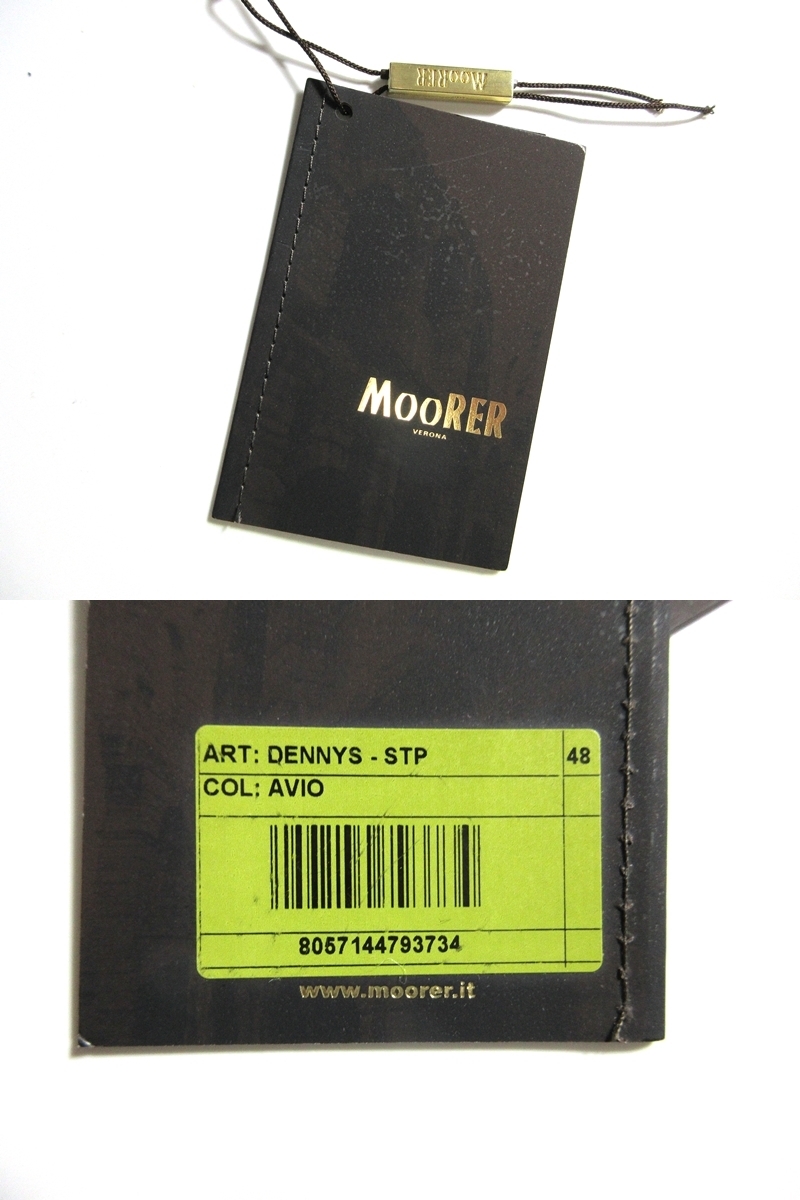 MOORER
MOORER
VERONA
ART: DENNYS - STP 48
COL: AVIO
8057144793734
www.moorer.it